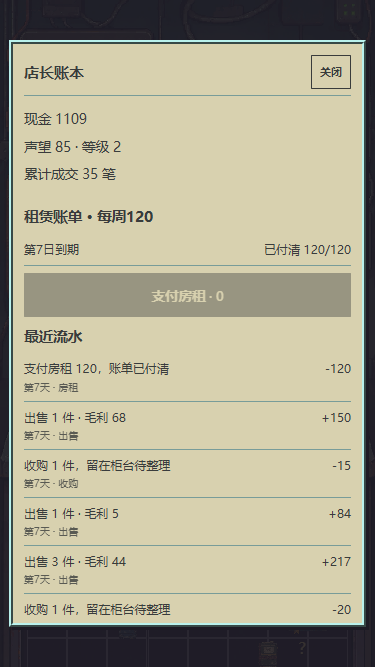 店长账本
关闭
现金 1109
声望 85 · 等级 2
累计成交 35 笔
租赁账单 • 每周120
第7日到期 已付清 120/120
支付房租 · 0
最近流水
支付房租 120，账单已付清 -120
第7天 · 房租
出售 1 件 · 毛利 68 +150
第7天 · 出售
收购 1 件，留在柜台待整理 -15
第7天 · 收购
出售 1 件 · 毛利 5 +84
第7天 · 出售
出售 3 件 · 毛利 44 +217
第7天 · 出售
收购 1 件，留在柜台待整理 -20
?